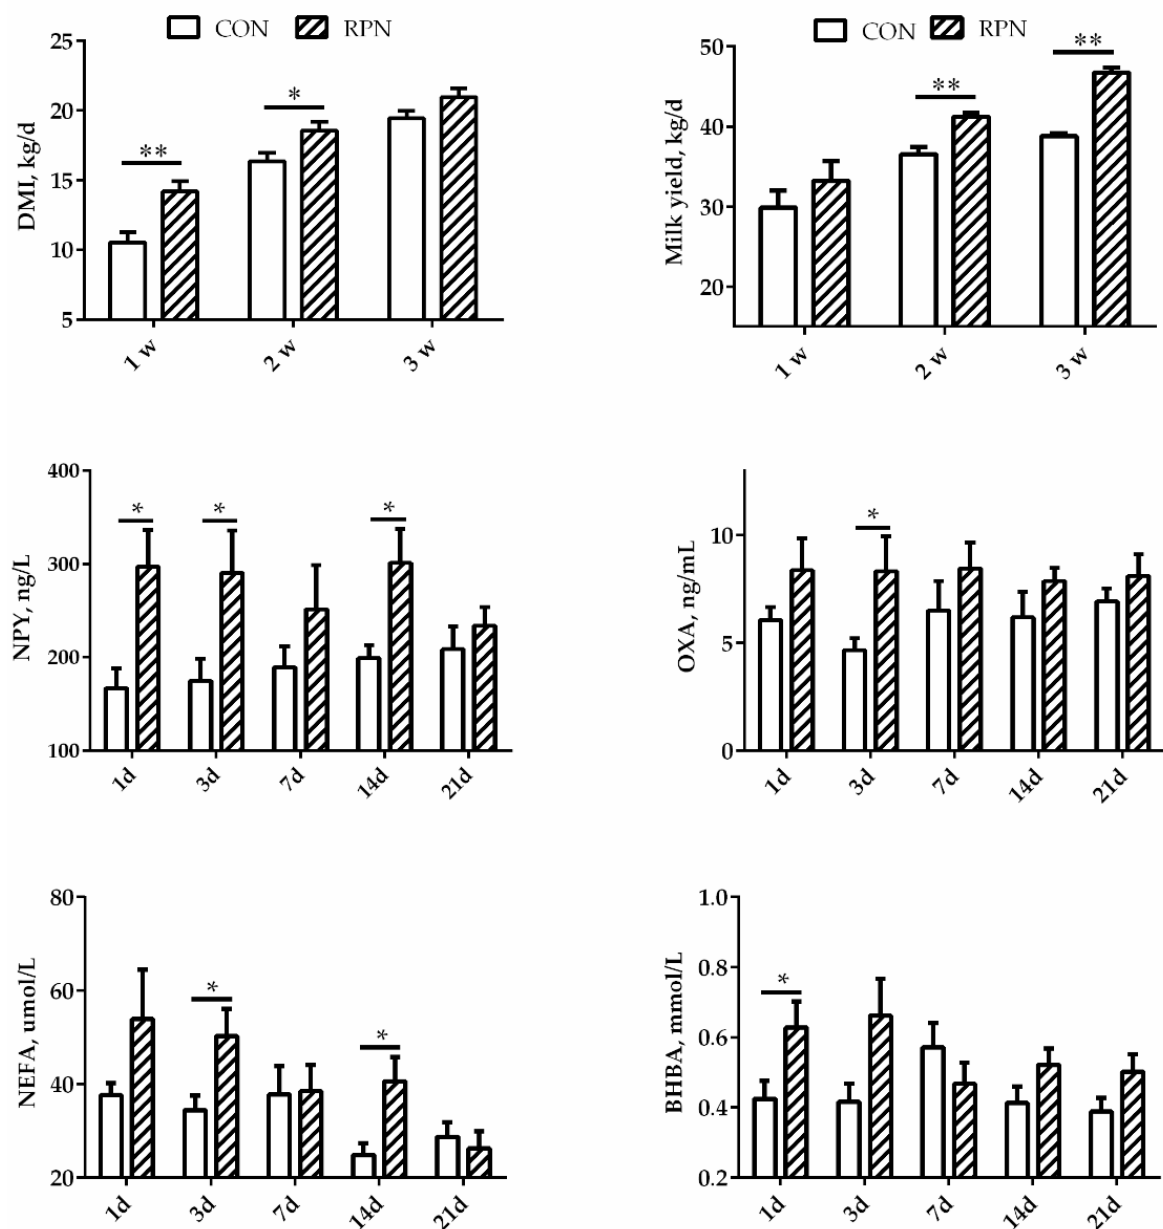 CON RPN
DMI, kg/d
25
20
15
10
5
**
*
1 w
2 w
3 w
CON RPN
Milk yield, kg/d
50
40
30
20
**
**
1 w
2 w
3 w
NPY, ng/L
400
300
200
100
*
*
*
1d
3d
7d
14d
21d
OXA, ng/mL
10
5
0
*
1d
3d
7d
14d
21d
NEFA, umol/L
80
60
40
20
*
*
1d
3d
7d
14d
21d
BHBA, mmol/L
1.0
0.8
0.6
0.4
0.2
*
1d
3d
7d
14d
21d